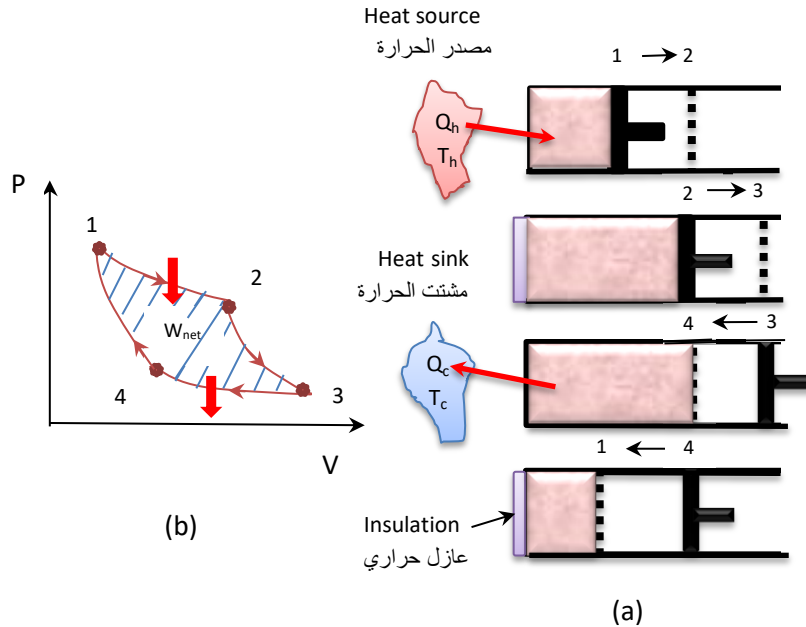 Heat source
مصدر الحرارة
1 2
Qh
Th
2 3
P
1
2
Wnet
4
3
V
(b)
Heat sink
مشتت الحرارة
4 3
Qc
Tc
1 4
Insulation
عازل حراري
(a)